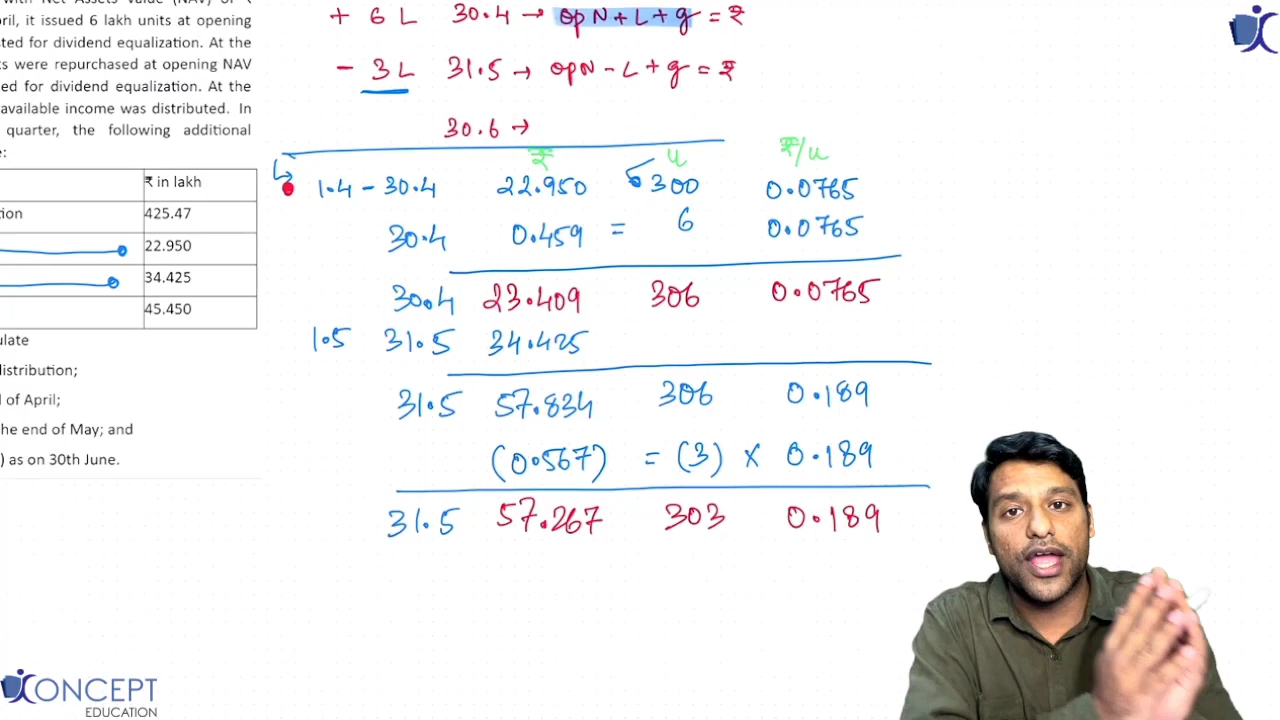 with Net Assets Value (NAV) of ₹
pril, it issued 6 lakh units at opening
sted for dividend equalization. At the
ts were repurchased at opening NAV
ed for dividend equalization. At the
available income was distributed. In
quarter, the following additional
e:
₹ in lakh
tion 425.47
22.950
34.425
45.450
ulate
distribution;
d of April;
the end of May; and
) as on 30th June.
+ 6 L 30.4 → op N + L + g = ₹
- 3 L 31.5 → op N - L + g = ₹
30.6 →
₹ u ₹/u
1.4 - 30.4 22.950 300 0.0765
30.4 0.459 = 6 0.0765
30.4 23.409 306 0.0765
1.5 31.5 34.425
31.5 57.834 306 0.189
(0.567) = (3) × 0.189
31.5 57.267 303 0.189
CONCEPT
EDUCATION